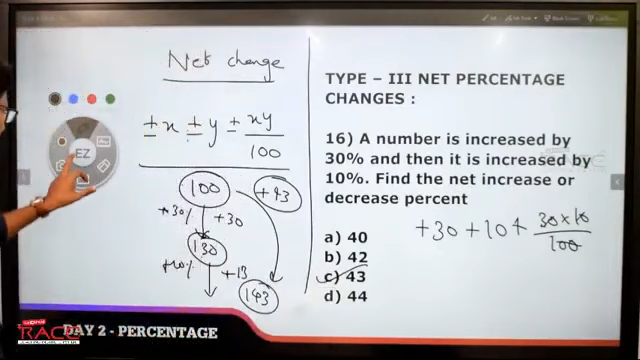 Net change
±x ± y ± xy/100
100
+43
+30% +30
130
+10% +13
143
EZ
TYPE – III NET PERCENTAGE
CHANGES :
16) A number is increased by
30% and then it is increased by
10%. Find the net increase or
decrease percent
+30 +10 + 30×10/100
a) 40
b) 42
c) 43
d) 44
RACE
DAY 2 - PERCENTAGE